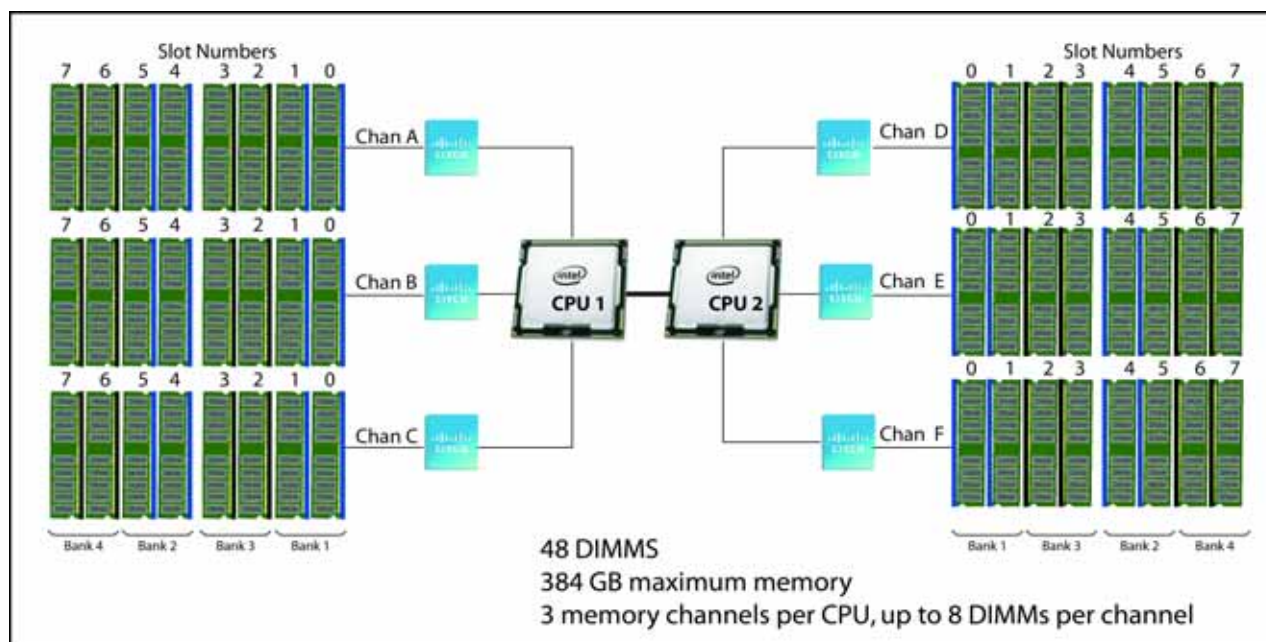 Slot Numbers
7 6 5 4 3 2 1 0
Chan A
7 6 5 4 3 2 1 0
Chan B
7 6 5 4 3 2 1 0
Chan C
Bank 4 Bank 2 Bank 3 Bank 1
intel
CPU 1
intel
CPU 2
Slot Numbers
0 1 2 3 4 5 6 7
Chan D
0 1 2 3 4 5 6 7
Chan E
0 1 2 3 4 5 6 7
Chan F
Bank 1 Bank 3 Bank 2 Bank 4
48 DIMMS
384 GB maximum memory
3 memory channels per CPU, up to 8 DIMMs per channel